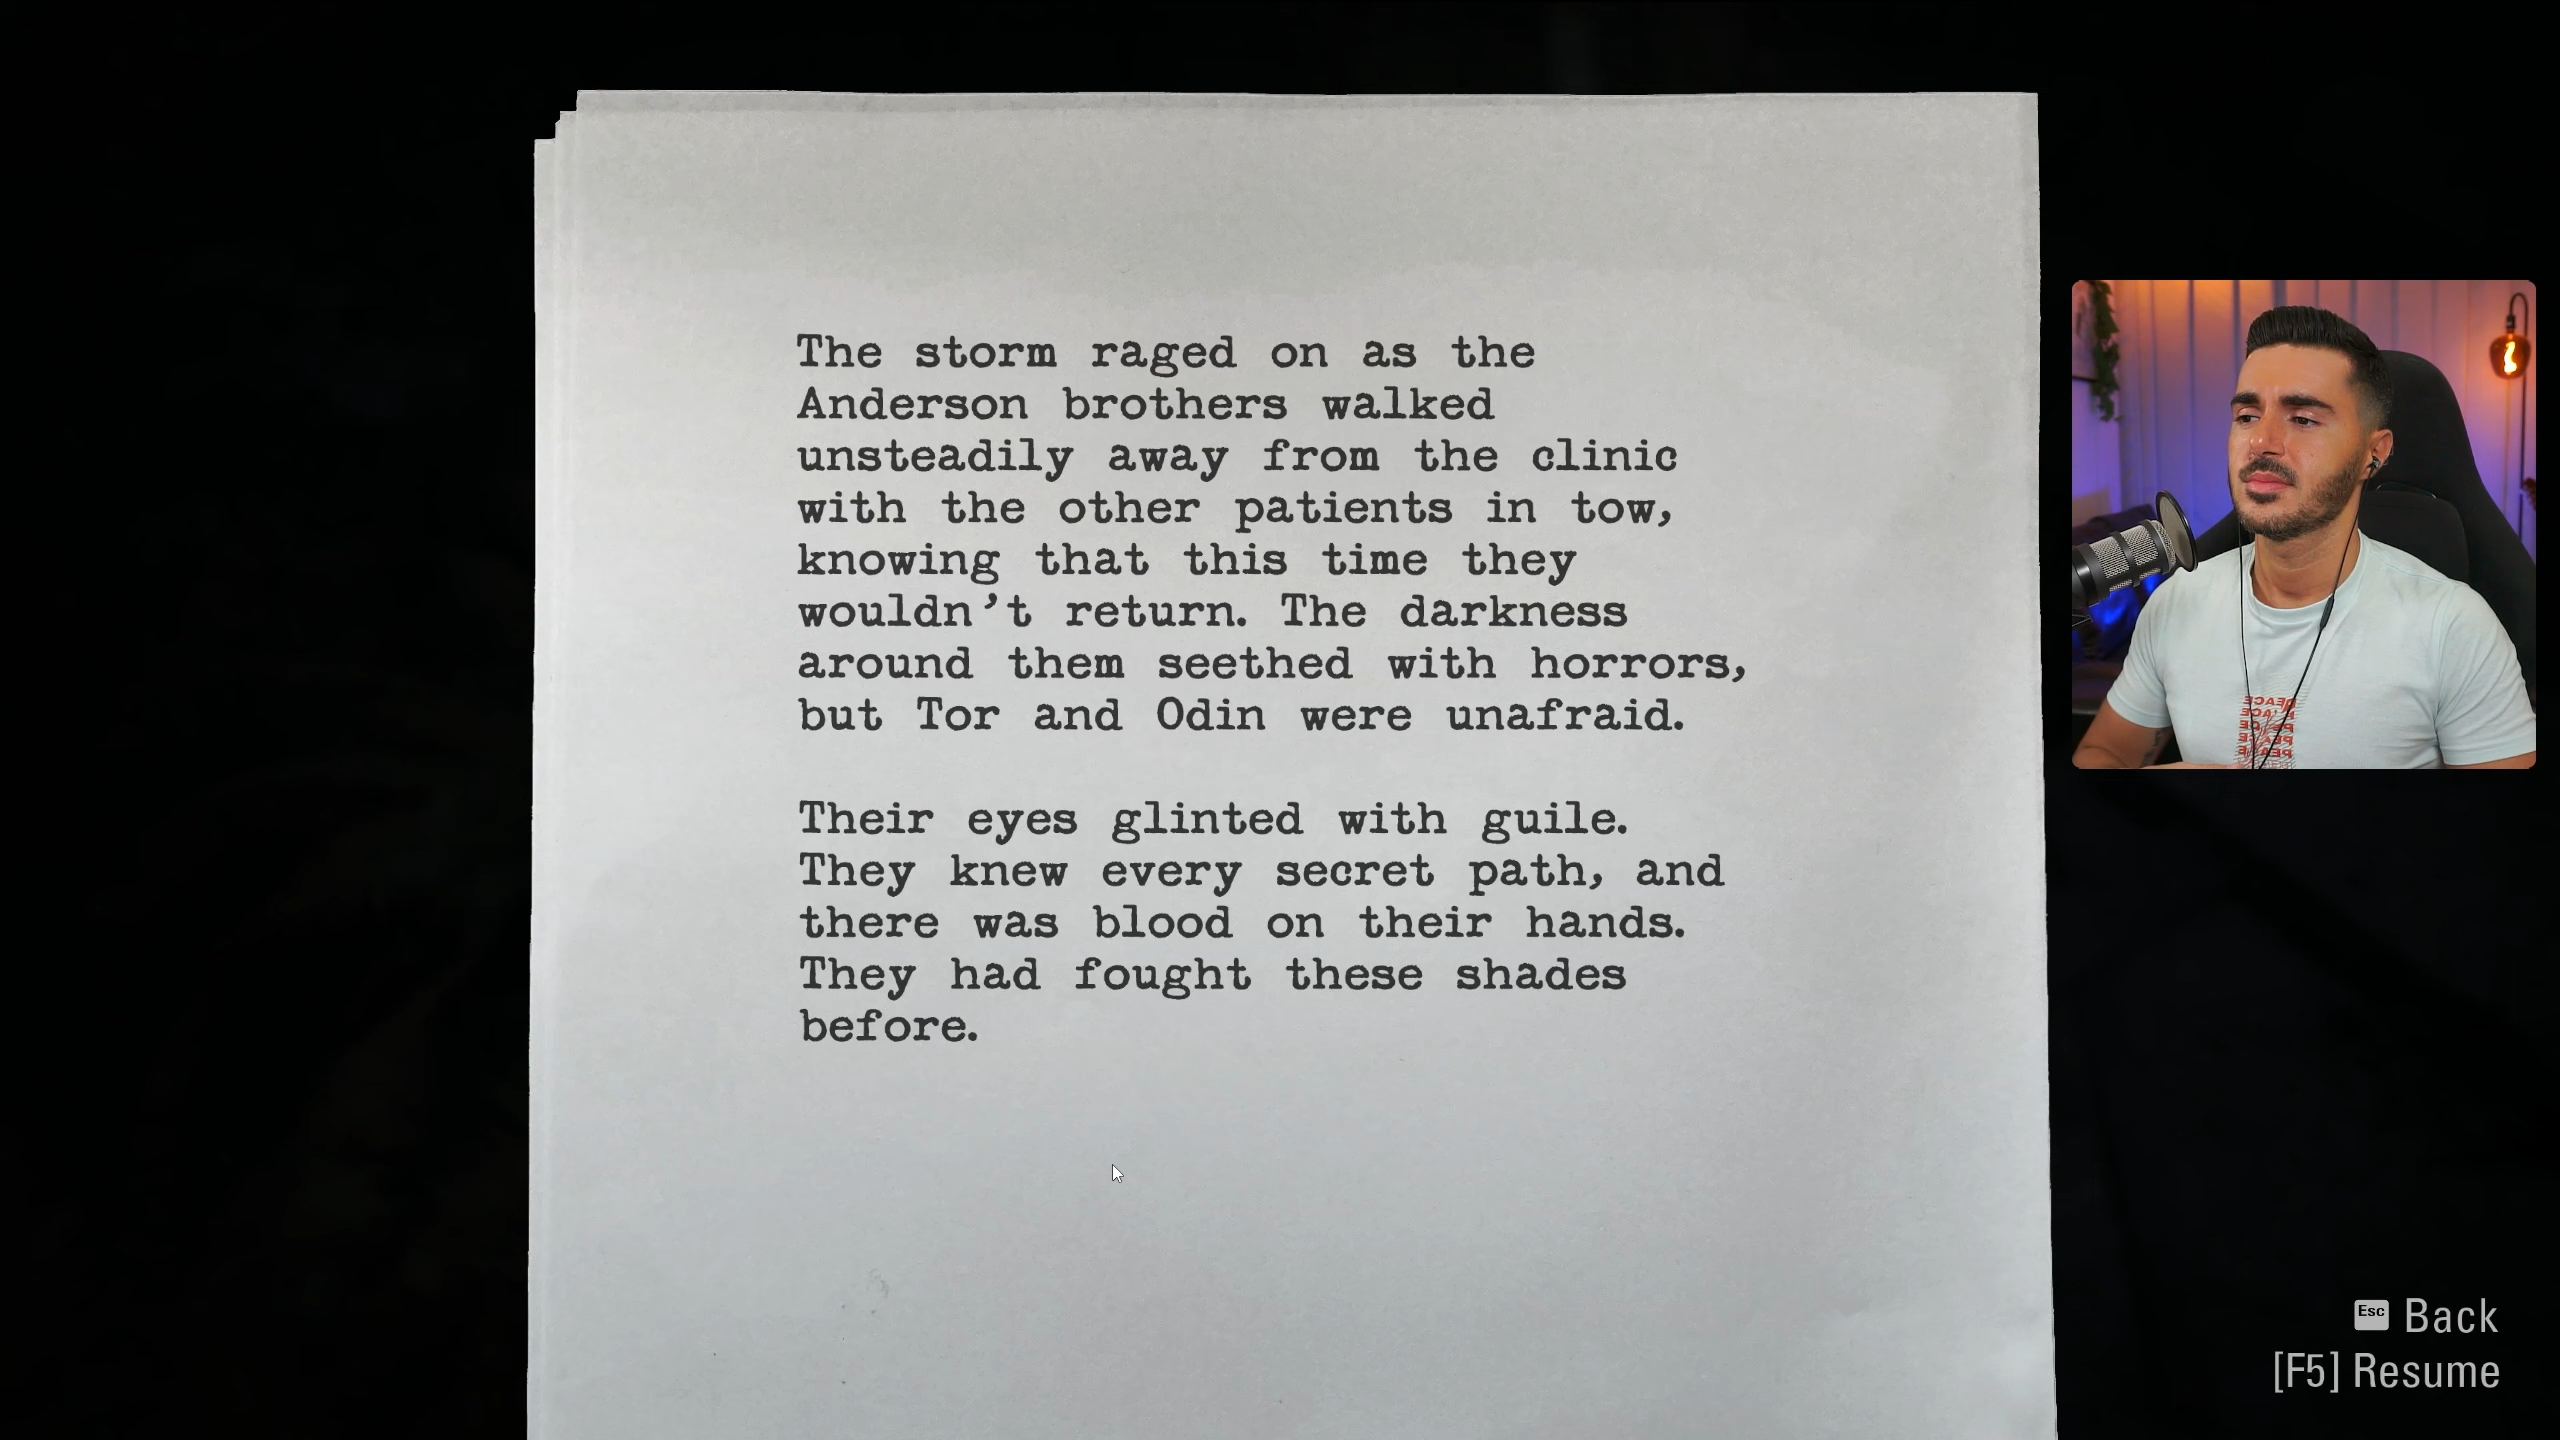 The storm raged on as the
Anderson brothers walked
unsteadily away from the clinic
with the other patients in tow,
knowing that this time they
wouldn’t return. The darkness
around them seethed with horrors,
but Tor and Odin were unafraid.
Their eyes glinted with guile.
They knew every secret path, and
there was blood on their hands.
They had fought these shades
before.
Esc Back
[F5] Resume